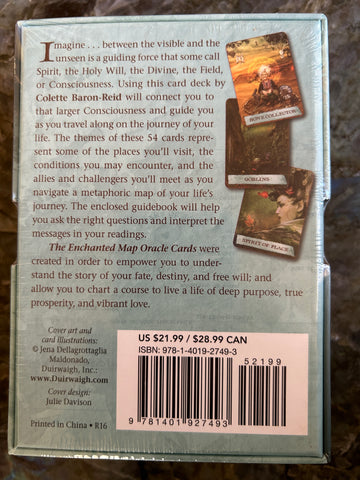 Imagine . . . between the visible and the
unseen is a guiding force that some call
Spirit, the Holy Will, the Divine, the Field,
or Consciousness. Using this card deck by
Colette Baron-Reid will connect you to
that larger Consciousness and guide you
as you travel along on the journey of your
life. The themes of these 54 cards repre-
sent some of the places you'll visit, the
conditions you may encounter, and the
allies and challengers you'll meet as you
navigate a metaphoric map of your life's
journey. The enclosed guidebook will help
you ask the right questions and interpret the
messages in your readings.
The Enchanted Map Oracle Cards were
created in order to empower you to under-
stand the story of your fate, destiny, and free will; and
allow you to chart a course to live a life of deep purpose, true
prosperity, and vibrant love.
BONE COLLECTOR
GOBLINS
SPIRIT OF PLACE
Cover art and
card illustrations:
© Jena Dellagrottaglia
Maldonado,
Duirwaigh, Inc.:
www.Duirwaigh.com
Cover design:
Julie Davison
Printed in China • R16
US $21.99 / $28.99 CAN
ISBN: 978-1-4019-2749-3
52199
9 781401 927493